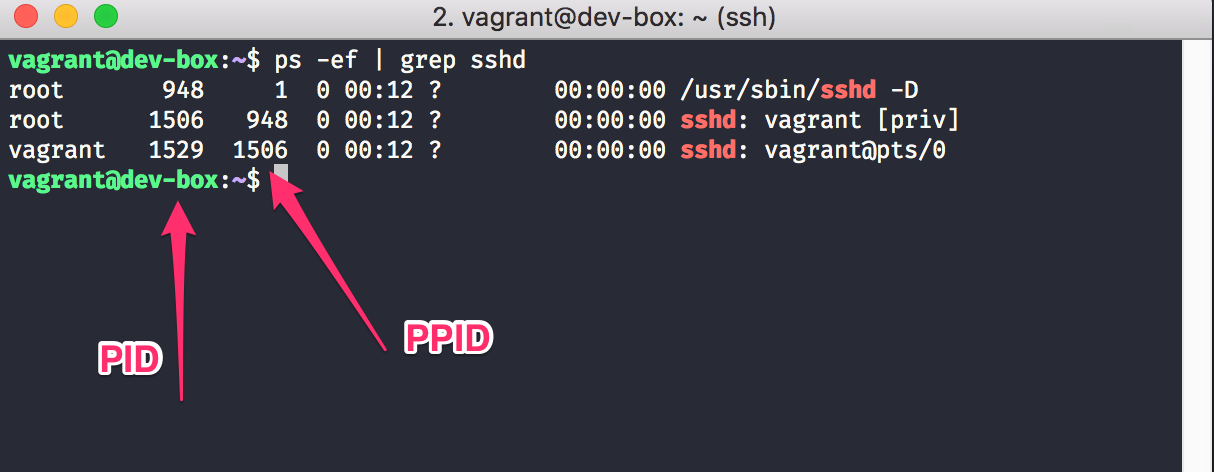 2. vagrant@dev-box: ~ (ssh)
vagrant@dev-box:~$ ps -ef | grep sshd
root       948     1  0 00:12 ?        00:00:00 /usr/sbin/sshd -D
root      1506   948  0 00:12 ?        00:00:00 sshd: vagrant [priv]
vagrant   1529  1506  0 00:12 ?        00:00:00 sshd: vagrant@pts/0
vagrant@dev-box:~$
PPID
PID